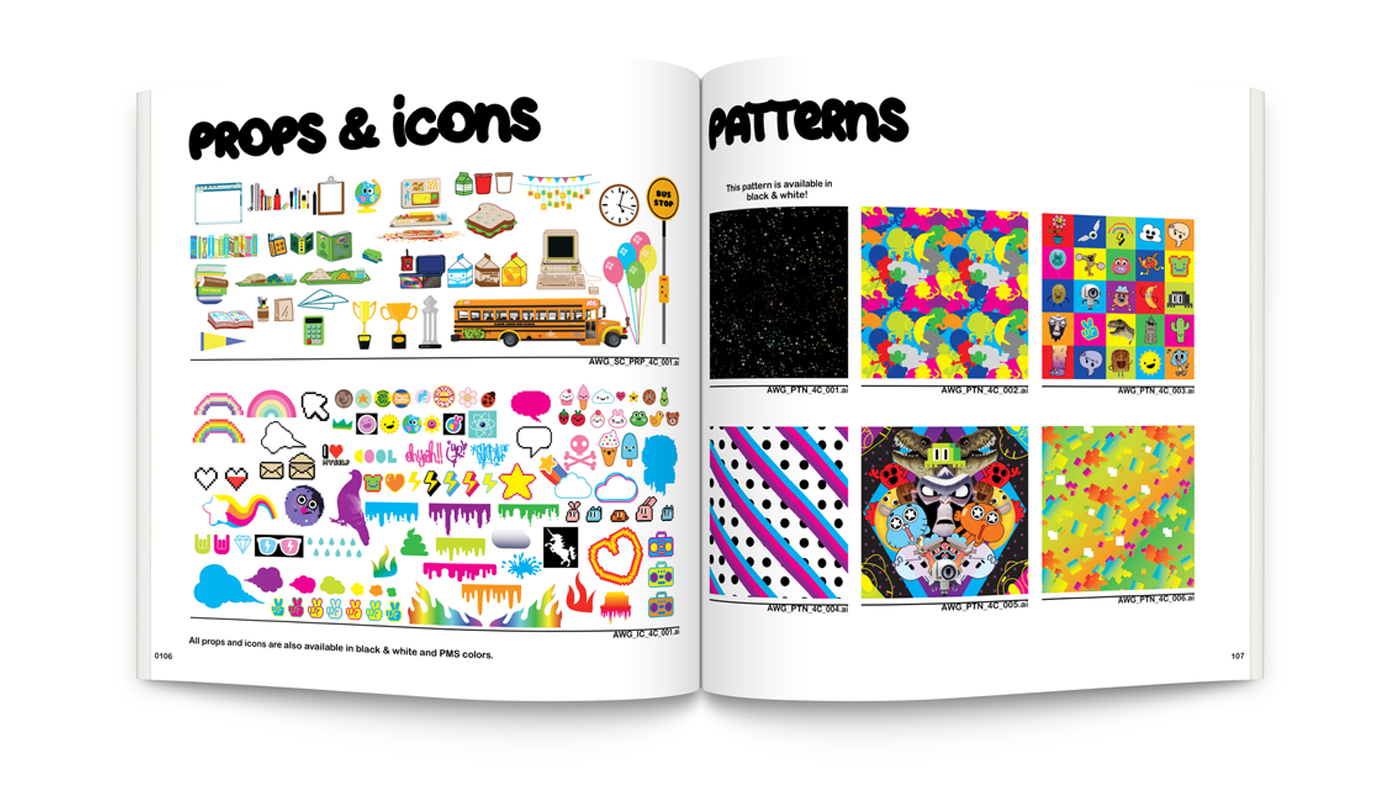 PROPS & iCONS
BUS
STOP
AWG_SC_PRP_4C_001.ai
I ♥
MYSELF
COOL
AWG_IC_4C_001.ai
All props and icons are also available in black & white and PMS colors.
0106
PATTERNS
This pattern is available in
black & white!
AWG_PTN_4C_001.ai
AWG_PTN_4C_002.ai
AWG_PTN_4C_003.ai
AWG_PTN_4C_004.ai
AWG_PTN_4C_005.ai
AWG_PTN_4C_006.ai
107